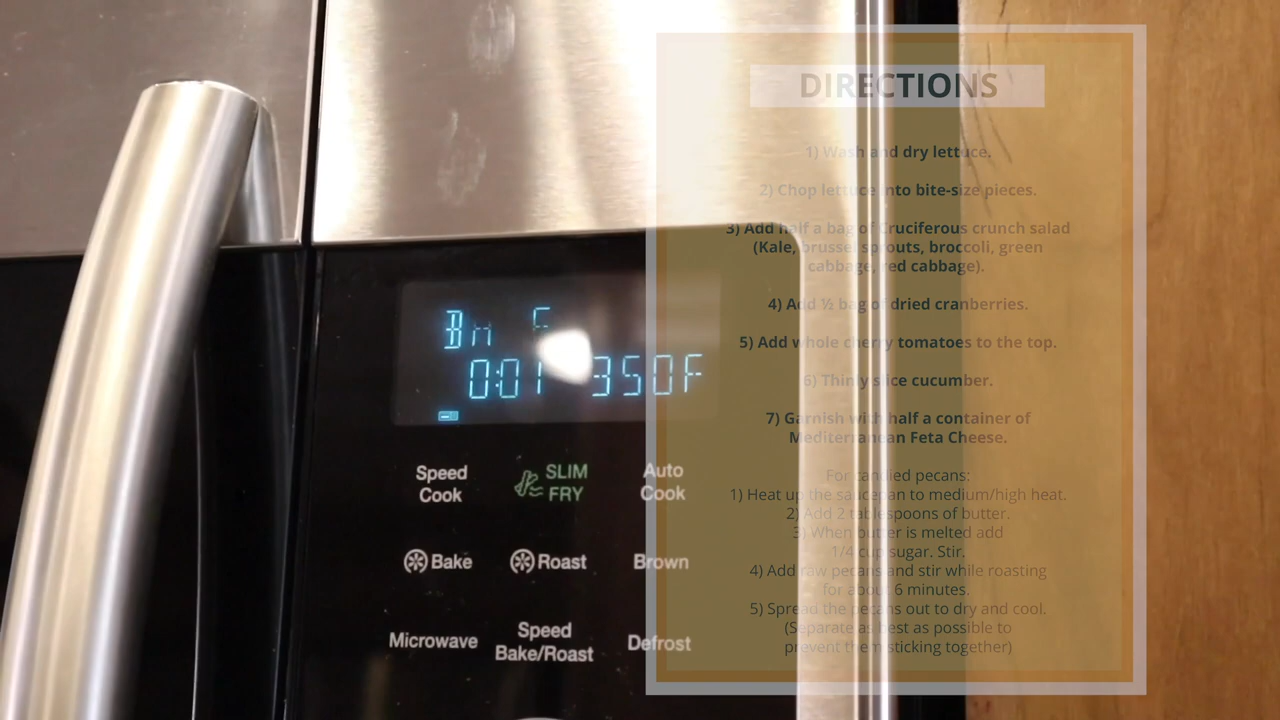 B
F
0:01 350F
Speed
Cook
SLIM
FRY
Auto
Cook
Bake
Roast
Brown
Microwave
Speed
Bake/Roast
Defrost
DIRECTIONS
1) Wash and dry lettuce.
2) Chop lettuce into bite-size pieces.
3) Add half a bag of Cruciferous crunch salad
(Kale, brussel sprouts, broccoli, green
cabbage, red cabbage).
4) Add ½ bag of dried cranberries.
5) Add whole cherry tomatoes to the top.
6) Thinly slice cucumber.
7) Garnish with half a container of
Mediterranean Feta Cheese.
For candied pecans:
1) Heat up the saucepan to medium/high heat.
2) Add 2 tablespoons of butter.
3) When butter is melted add
1/4 cup sugar. Stir.
4) Add raw pecans and stir while roasting
for about 6 minutes.
5) Spread the pecans out to dry and cool.
(Separate as best as possible to
prevent them sticking together)